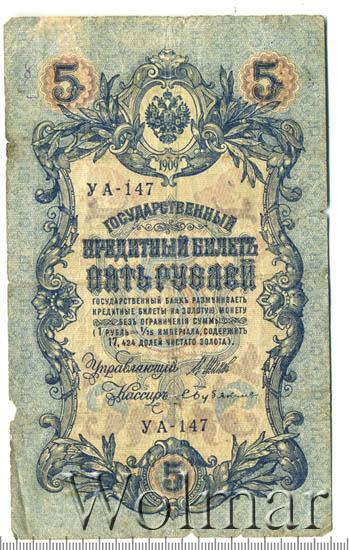 5 5
1909
УА-147
ГОСУДАРСТВЕННЫЙ
КРЕДИТНЫЙ БИЛЕТЪ
ПЯТЬ РУБЛЕЙ
ГОСУДАРСТВЕННЫЙ БАНКЪ РАЗМѢНИВАЕТЪ
КРЕДИТНЫЕ БИЛЕТЫ НА ЗОЛОТУЮ МОНЕТУ
БЕЗЪ ОГРАНИЧЕНІЯ СУММЫ
(1 РУБЛЬ = 1/15 ИМПЕРІАЛА, СОДЕРЖИТЪ
17,424 ДОЛЕЙ ЧИСТАГО ЗОЛОТА).
Управляющій
Кассиръ
УА-147
5
Wolmar